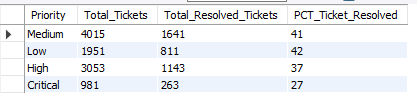 Priority Total_Tickets Total_Resolved_Tickets PCT_Ticket_Resolved
Medium 4015 1641 41
Low 1951 811 42
High 3053 1143 37
Critical 981 263 27